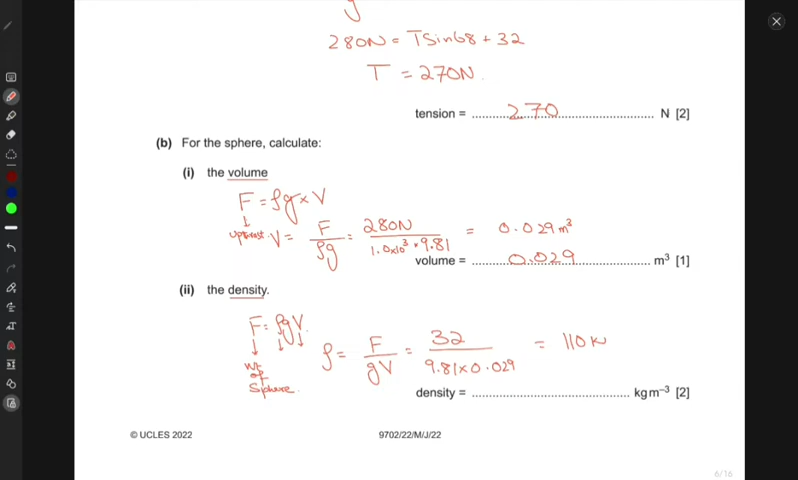 280N = T Sin68 + 32
T = 270N.
tension = 270 N [2]
(b) For the sphere, calculate:
(i) the volume
F = ρg × V
upthrust V = F / ρg = 280N / 1.0×10³ × 9.81 = 0.029 m³
volume = 0.029 m³ [1]
(ii) the density.
F = ρgV.
ρ = F / gV = 32 / 9.81 × 0.029 = 110 k
Wt of Sphere.
density = kg m⁻³ [2]
© UCLES 2022 9702/22/M/J/22
6/16